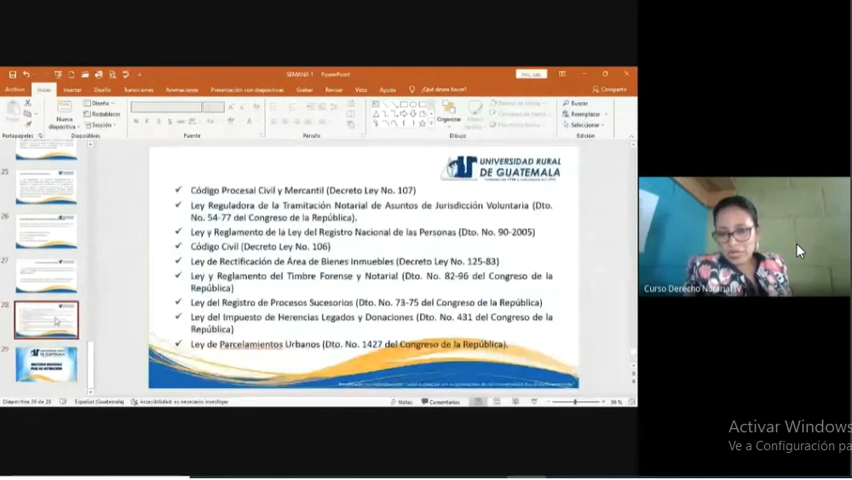 SEMANA 1 - PowerPoint
Archivo Inicio Insertar Diseño Transiciones Animaciones Presentación con diapositivas Grabar Revisar Vista Ayuda ¿Qué desea hacer? Compartir
Diseño
Restablecer
Sección
Nueva
diapositiva
Organizar
Buscar
Reemplazar
Seleccionar
Portapapeles Diapositivas Fuente Párrafo Dibujo Edición
25
26
27
28
29
UNIVERSIDAD RURAL
DE GUATEMALA
✓ Código Procesal Civil y Mercantil (Decreto Ley No. 107)
✓ Ley Reguladora de la Tramitación Notarial de Asuntos de Jurisdicción Voluntaria (Dto.
No. 54-77 del Congreso de la República).
✓ Ley y Reglamento de la Ley del Registro Nacional de las Personas (Dto. No. 90-2005)
✓ Código Civil (Decreto Ley No. 106)
✓ Ley de Rectificación de Área de Bienes Inmuebles (Decreto Ley No. 125-83)
✓ Ley y Reglamento del Timbre Forense y Notarial (Dto. No. 82-96 del Congreso de la
República)
✓ Ley del Registro de Procesos Sucesorios (Dto. No. 73-75 del Congreso de la República)
✓ Ley del Impuesto de Herencias Legados y Donaciones (Dto. No. 431 del Congreso de la
República)
✓ Ley de Parcelamientos Urbanos (Dto. No. 1427 del Congreso de la República).
Español (Guatemala) Accesibilidad: es necesario investigar Notas Comentarios
Curso Derecho Notarial IV
Activar Windows
Ve a Configuración pa